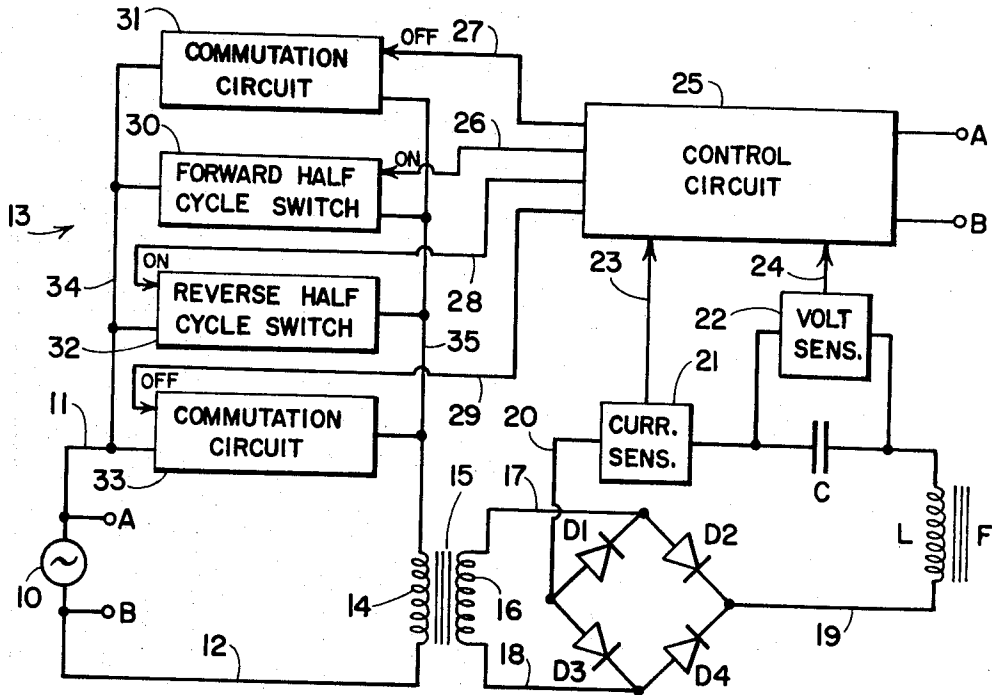 31
COMMUTATION
CIRCUIT
OFF
27
25
30
26
FORWARD HALF
CYCLE SWITCH
ON
CONTROL
CIRCUIT
A
B
13
34
ON
REVERSE HALF
CYCLE SWITCH
28
23
24
32
35
22
VOLT
SENS.
OFF
29
21
11
COMMUTATION
CIRCUIT
20
CURR.
SENS.
33
C
15
17
A
D1
D2
L
F
10
14
16
B
12
18
D3
D4
19